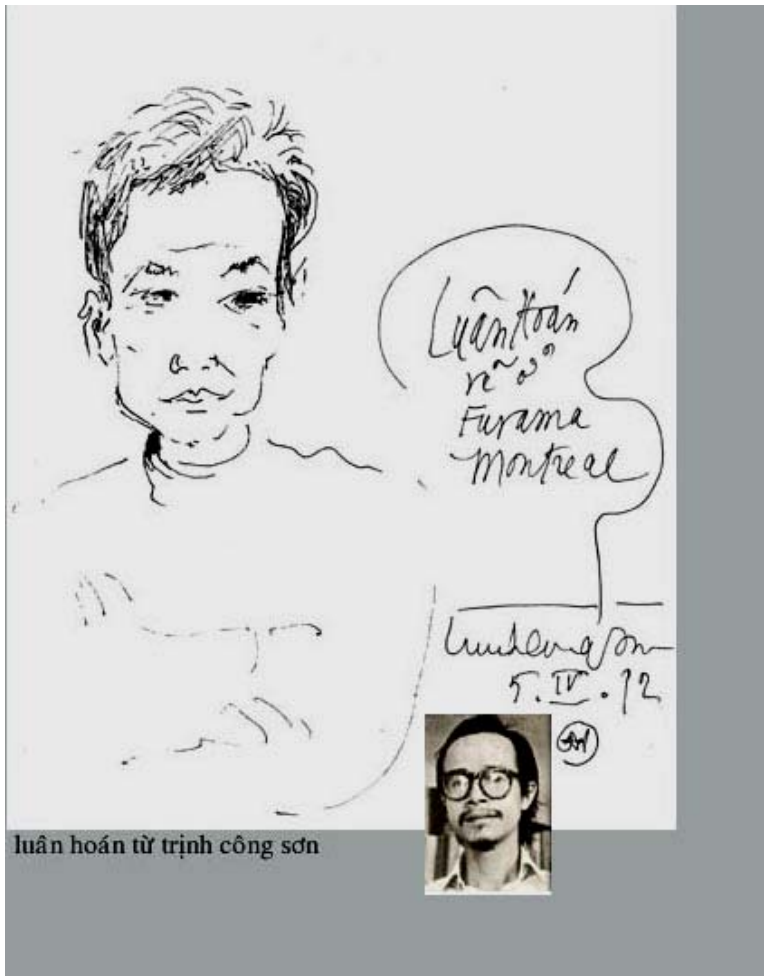 Luân Hoán
vẽ ở
Furama
Montreal
5.IV.92
luân hoán từ trịnh công sơn